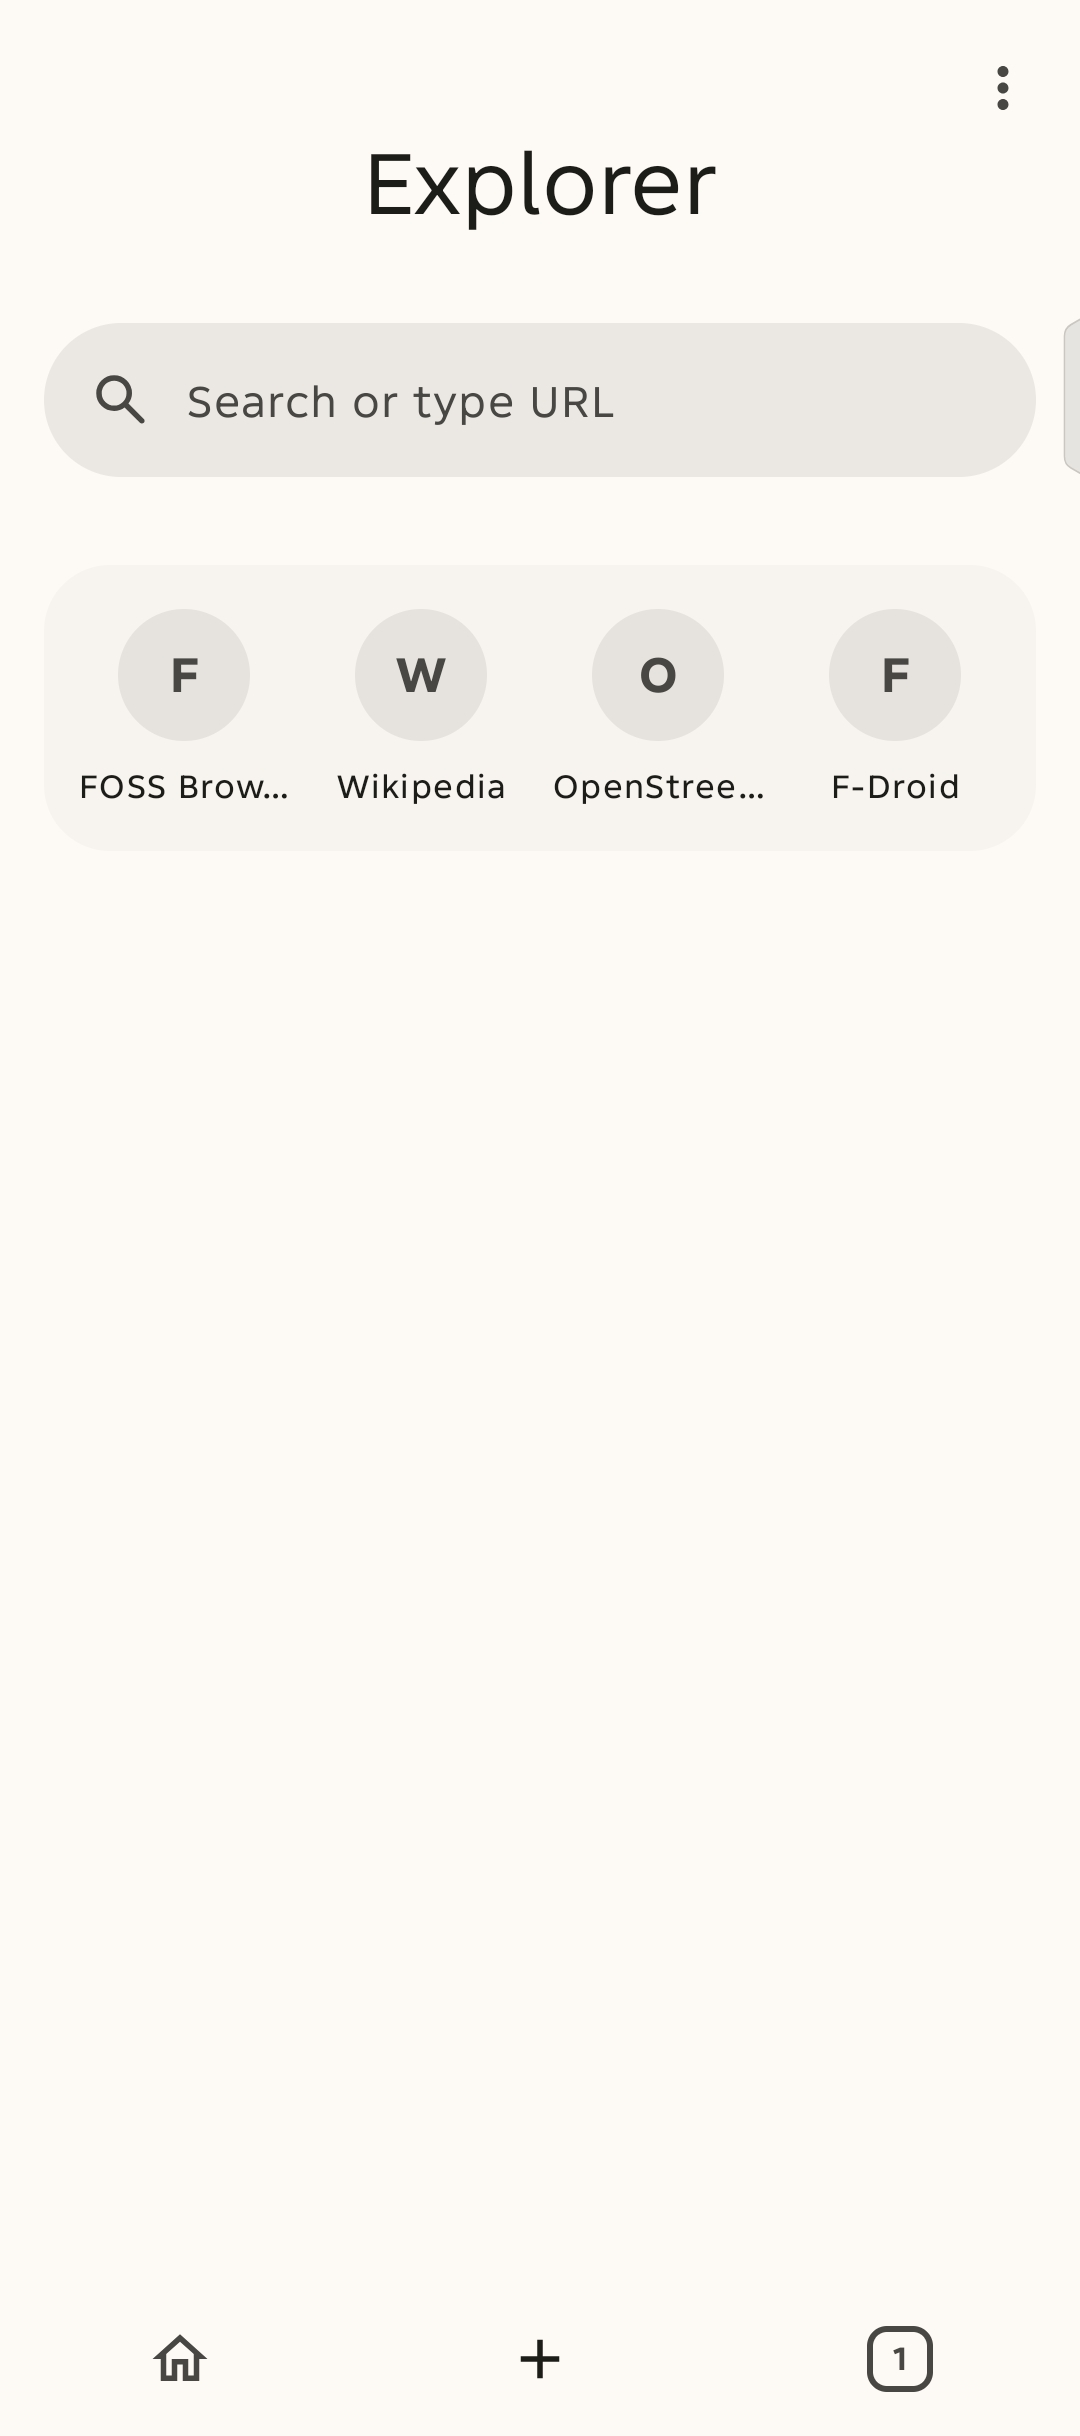 Explorer
Search or type URL
F W O F
FOSS Brow... Wikipedia OpenStree... F-Droid
1